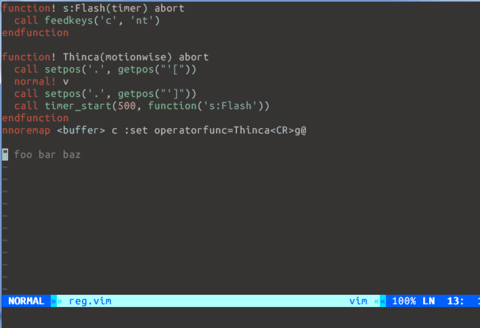 function! s:Flash(timer) abort
  call feedkeys('c', 'nt')
endfunction

function! Thinca(motionwise) abort
  call setpos('.', getpos("'["))
  normal! v
  call setpos('.', getpos("']"))
  call timer_start(500, function('s:Flash'))
endfunction
nnoremap <buffer> c :set operatorfunc=Thinca<CR>g@

" foo bar baz
~
~
~
~
~
~
~
~
NORMAL » reg.vim vim « 100% LN 13: